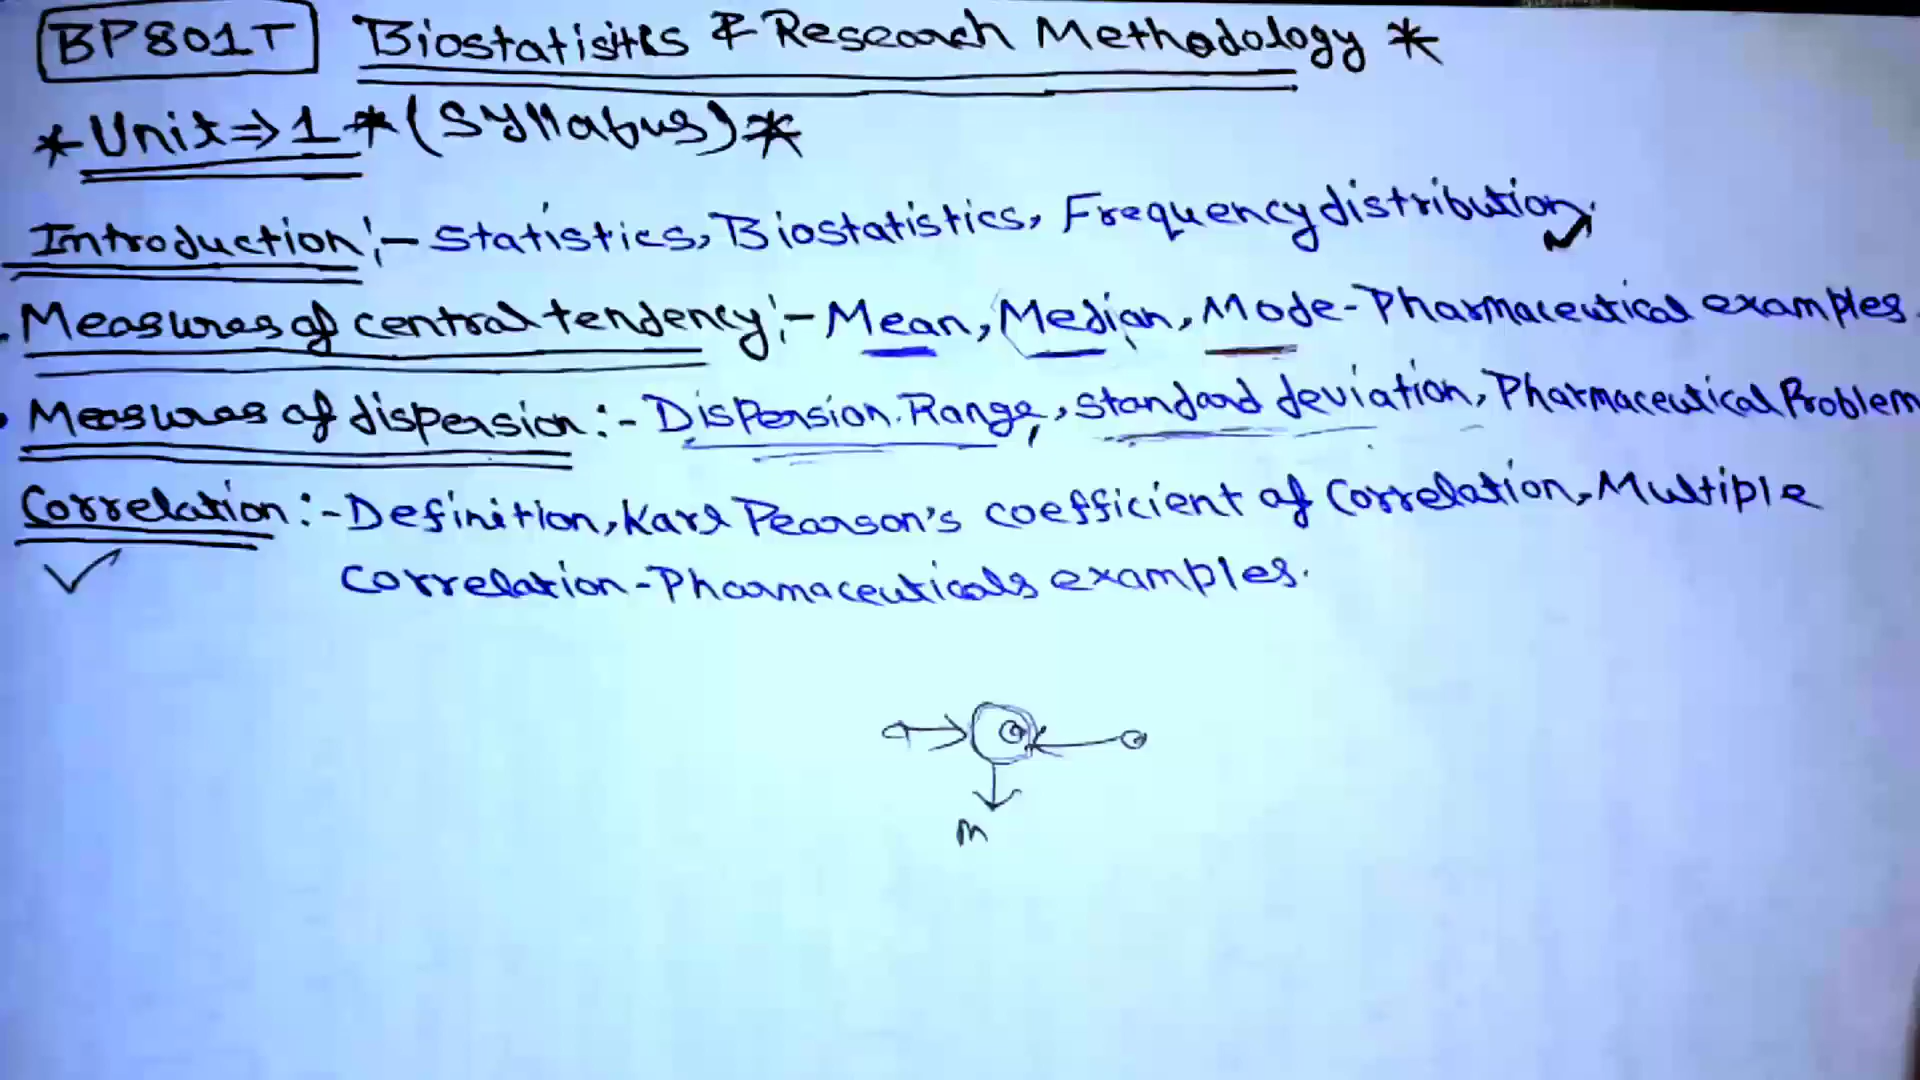 BP801T Biostatisitcs & Research Methodology *
* Unit ⇒ 1 * (Syllabus) *
Introduction :- Statistics, Biostatistics, Frequency distribution.
. Measures of central tendency :- Mean, Median, Mode - Pharmaceutical examples.
• Measures of dispersion :- Dispersion. Range, Standard deviation, Pharmaceutical Problem
Correlation :- Definition, Karl Pearson's coefficient of Correlation, Multiple
Correlation - Pharmaceuticals examples.
m